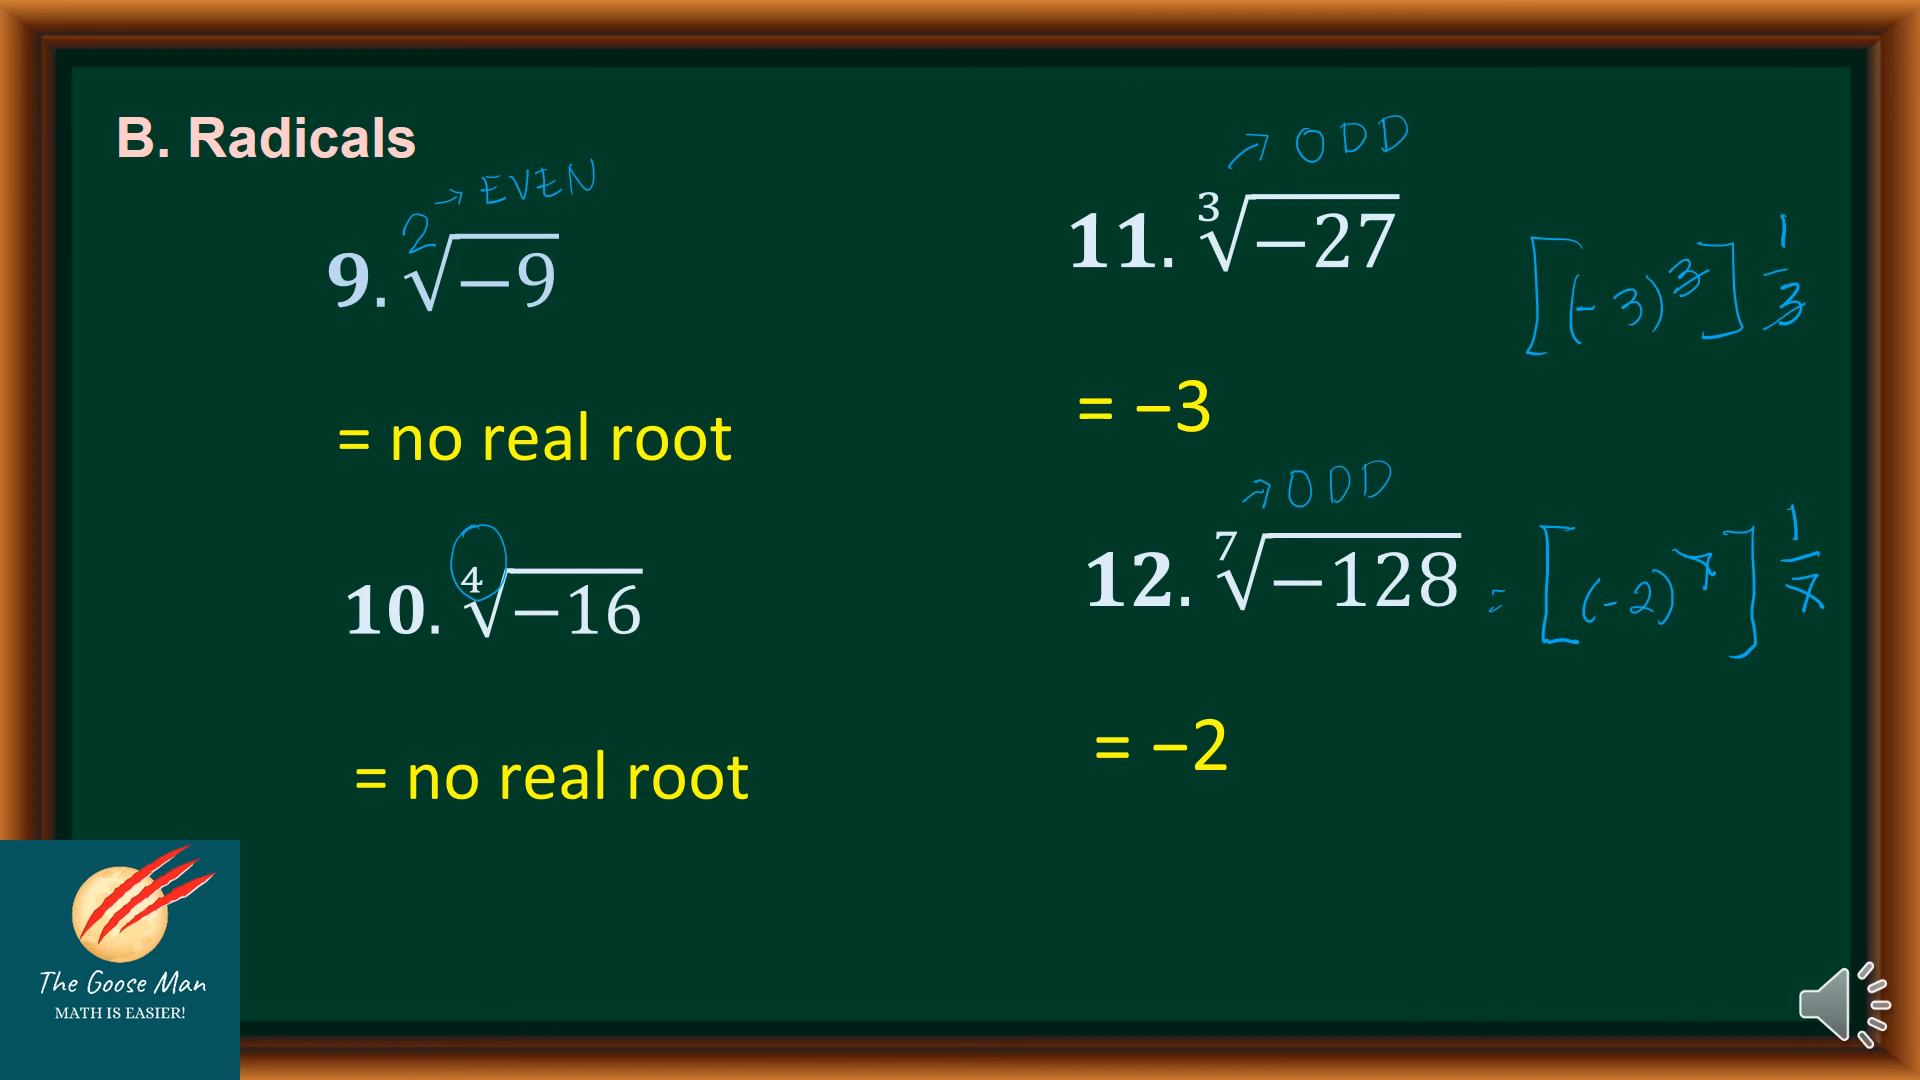 B. Radicals
2 → EVEN
9. √−9
= no real root
10. ⁴√−16
= no real root
→ ODD
11. ³√−27
[(-3)³]^(1/3)
= −3
→ ODD
12. ⁷√−128 = [(-2)⁷]^(1/7)
= −2
The Goose Man
MATH IS EASIER!